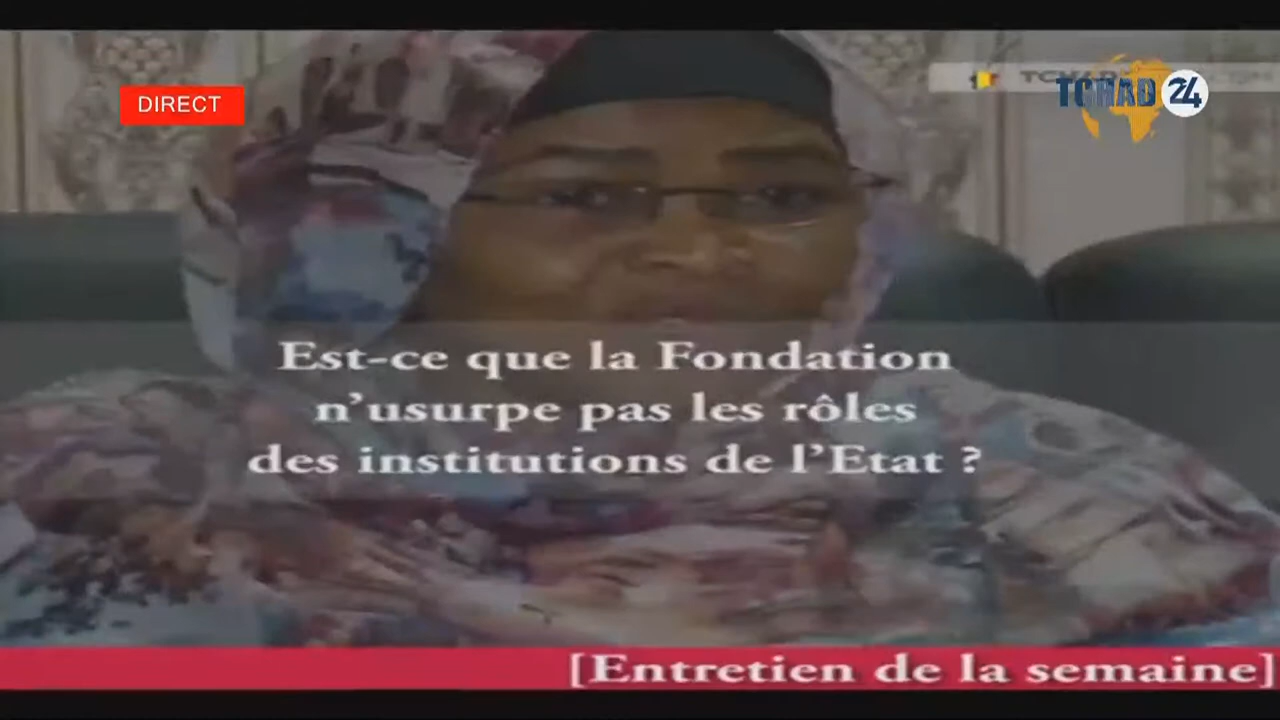 DIRECT
TCHAD 24
Est-ce que la Fondation
n’usurpe pas les rôles
des institutions de l’Etat ?
[Entretien de la semaine]